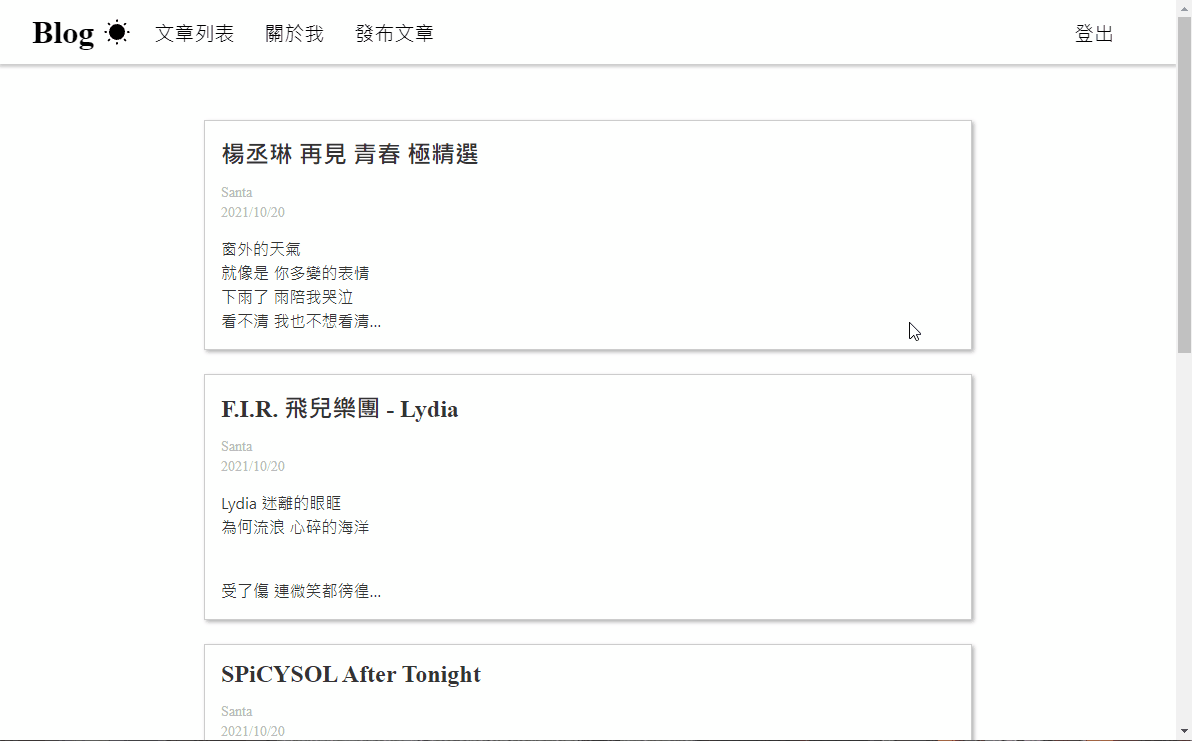 Blog 文章列表 關於我 發布文章 登出
楊丞琳 再見 青春 極精選
Santa
2021/10/20
窗外的天氣
就像是 你多變的表情
下雨了 雨陪我哭泣
看不清 我也不想看清...
F.I.R. 飛兒樂團 - Lydia
Santa
2021/10/20
Lydia 迷離的眼眶
為何流浪 心碎的海洋
受了傷 連微笑都徬徨...
SPiCYSOL After Tonight
Santa
2021/10/20